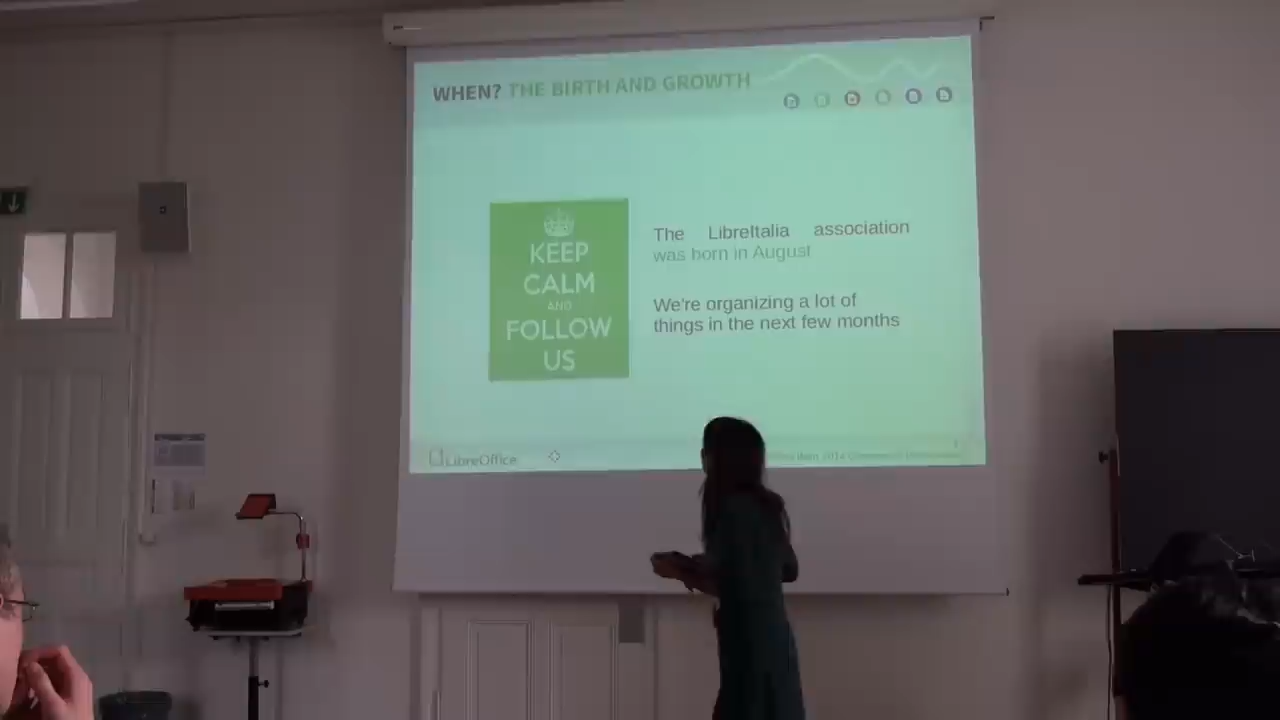 WHEN? THE BIRTH AND GROWTH
KEEP
CALM
AND
FOLLOW
US
The LibreItalia association
was born in August
We're organizing a lot of
things in the next few months
LibreOffice